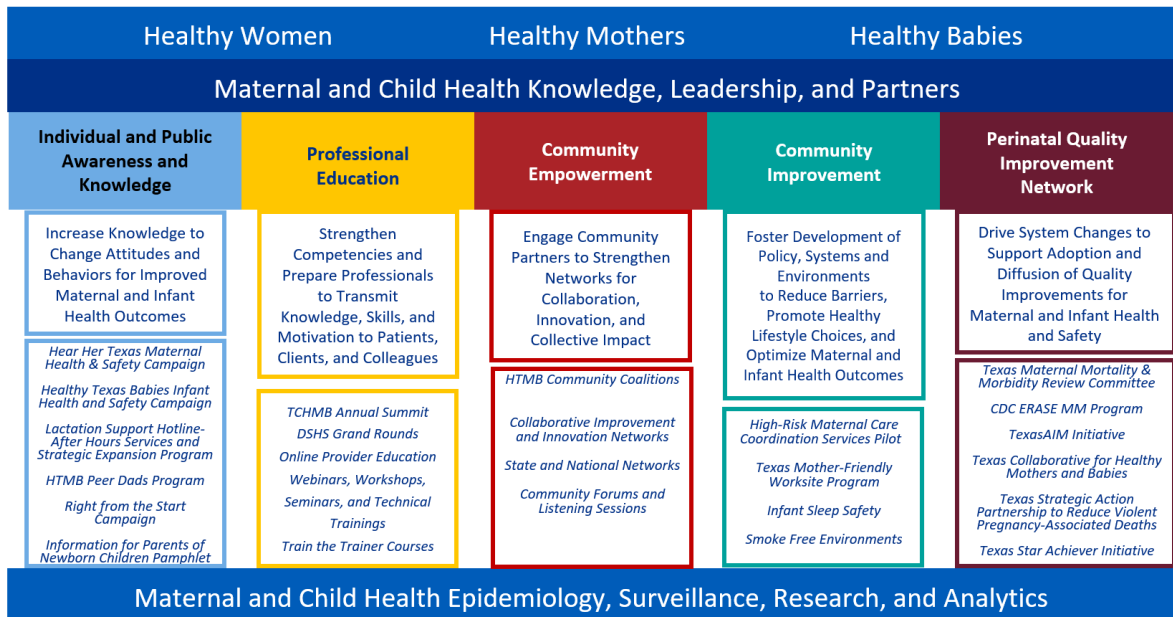 Healthy Women
Healthy Mothers
Healthy Babies
Maternal and Child Health Knowledge, Leadership, and Partners
Individual and Public
Awareness and
Knowledge
Increase Knowledge to
Change Attitudes and
Behaviors for Improved
Maternal and Infant
Health Outcomes
Hear Her Texas Maternal
Health & Safety Campaign
Healthy Texas Babies Infant
Health and Safety Campaign
Lactation Support Hotline-
After Hours Services and
Strategic Expansion Program
HTMB Peer Dads Program
Right from the Start
Campaign
Information for Parents of
Newborn Children Pamphlet
Professional
Education
Strengthen
Competencies and
Prepare Professionals
to Transmit
Knowledge, Skills, and
Motivation to Patients,
Clients, and Colleagues
TCHMB Annual Summit
DSHS Grand Rounds
Online Provider Education
Webinars, Workshops,
Seminars, and Technical
Trainings
Train the Trainer Courses
Community
Empowerment
Engage Community
Partners to Strengthen
Networks for
Collaboration,
Innovation, and
Collective Impact
HTMB Community Coalitions
Collaborative Improvement
and Innovation Networks
State and National Networks
Community Forums and
Listening Sessions
Community
Improvement
Foster Development of
Policy, Systems and
Environments
to Reduce Barriers,
Promote Healthy
Lifestyle Choices, and
Optimize Maternal and
Infant Health Outcomes
High-Risk Maternal Care
Coordination Services Pilot
Texas Mother-Friendly
Worksite Program
Infant Sleep Safety
Smoke Free Environments
Perinatal Quality
Improvement
Network
Drive System Changes to
Support Adoption and
Diffusion of Quality
Improvements for
Maternal and Infant Health
and Safety
Texas Maternal Mortality &
Morbidity Review Committee
CDC ERASE MM Program
TexasAIM Initiative
Texas Collaborative for Healthy
Mothers and Babies
Texas Strategic Action
Partnership to Reduce Violent
Pregnancy-Associated Deaths
Texas Star Achiever Initiative
Maternal and Child Health Epidemiology, Surveillance, Research, and Analytics